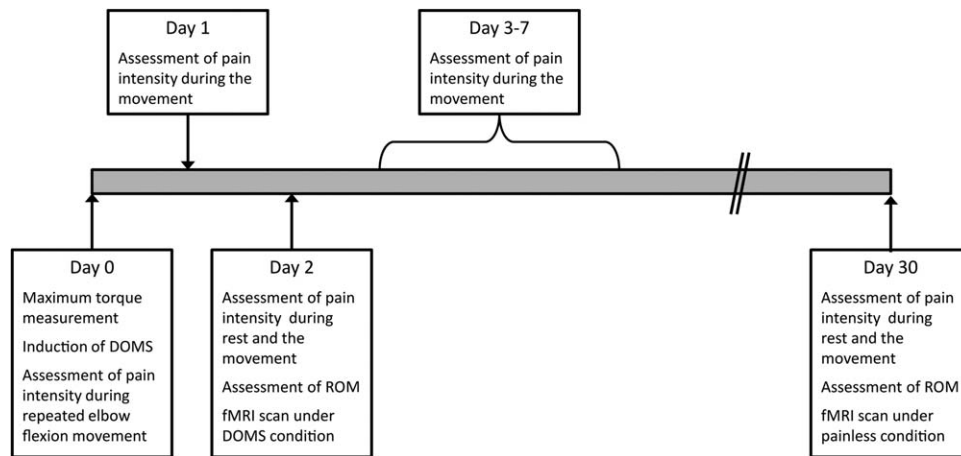 Day 1
Assessment of pain
intensity during the
movement
Day 3-7
Assessment of pain
intensity during the
movement
Day 0
Maximum torque
measurement
Induction of DOMS
Assessment of pain
intensity during
repeated elbow
flexion movement
Day 2
Assessment of pain
intensity during
rest and the
movement
Assessment of ROM
fMRI scan under
DOMS condition
Day 30
Assessment of pain
intensity during
rest and the
movement
Assessment of ROM
fMRI scan under
painless condition